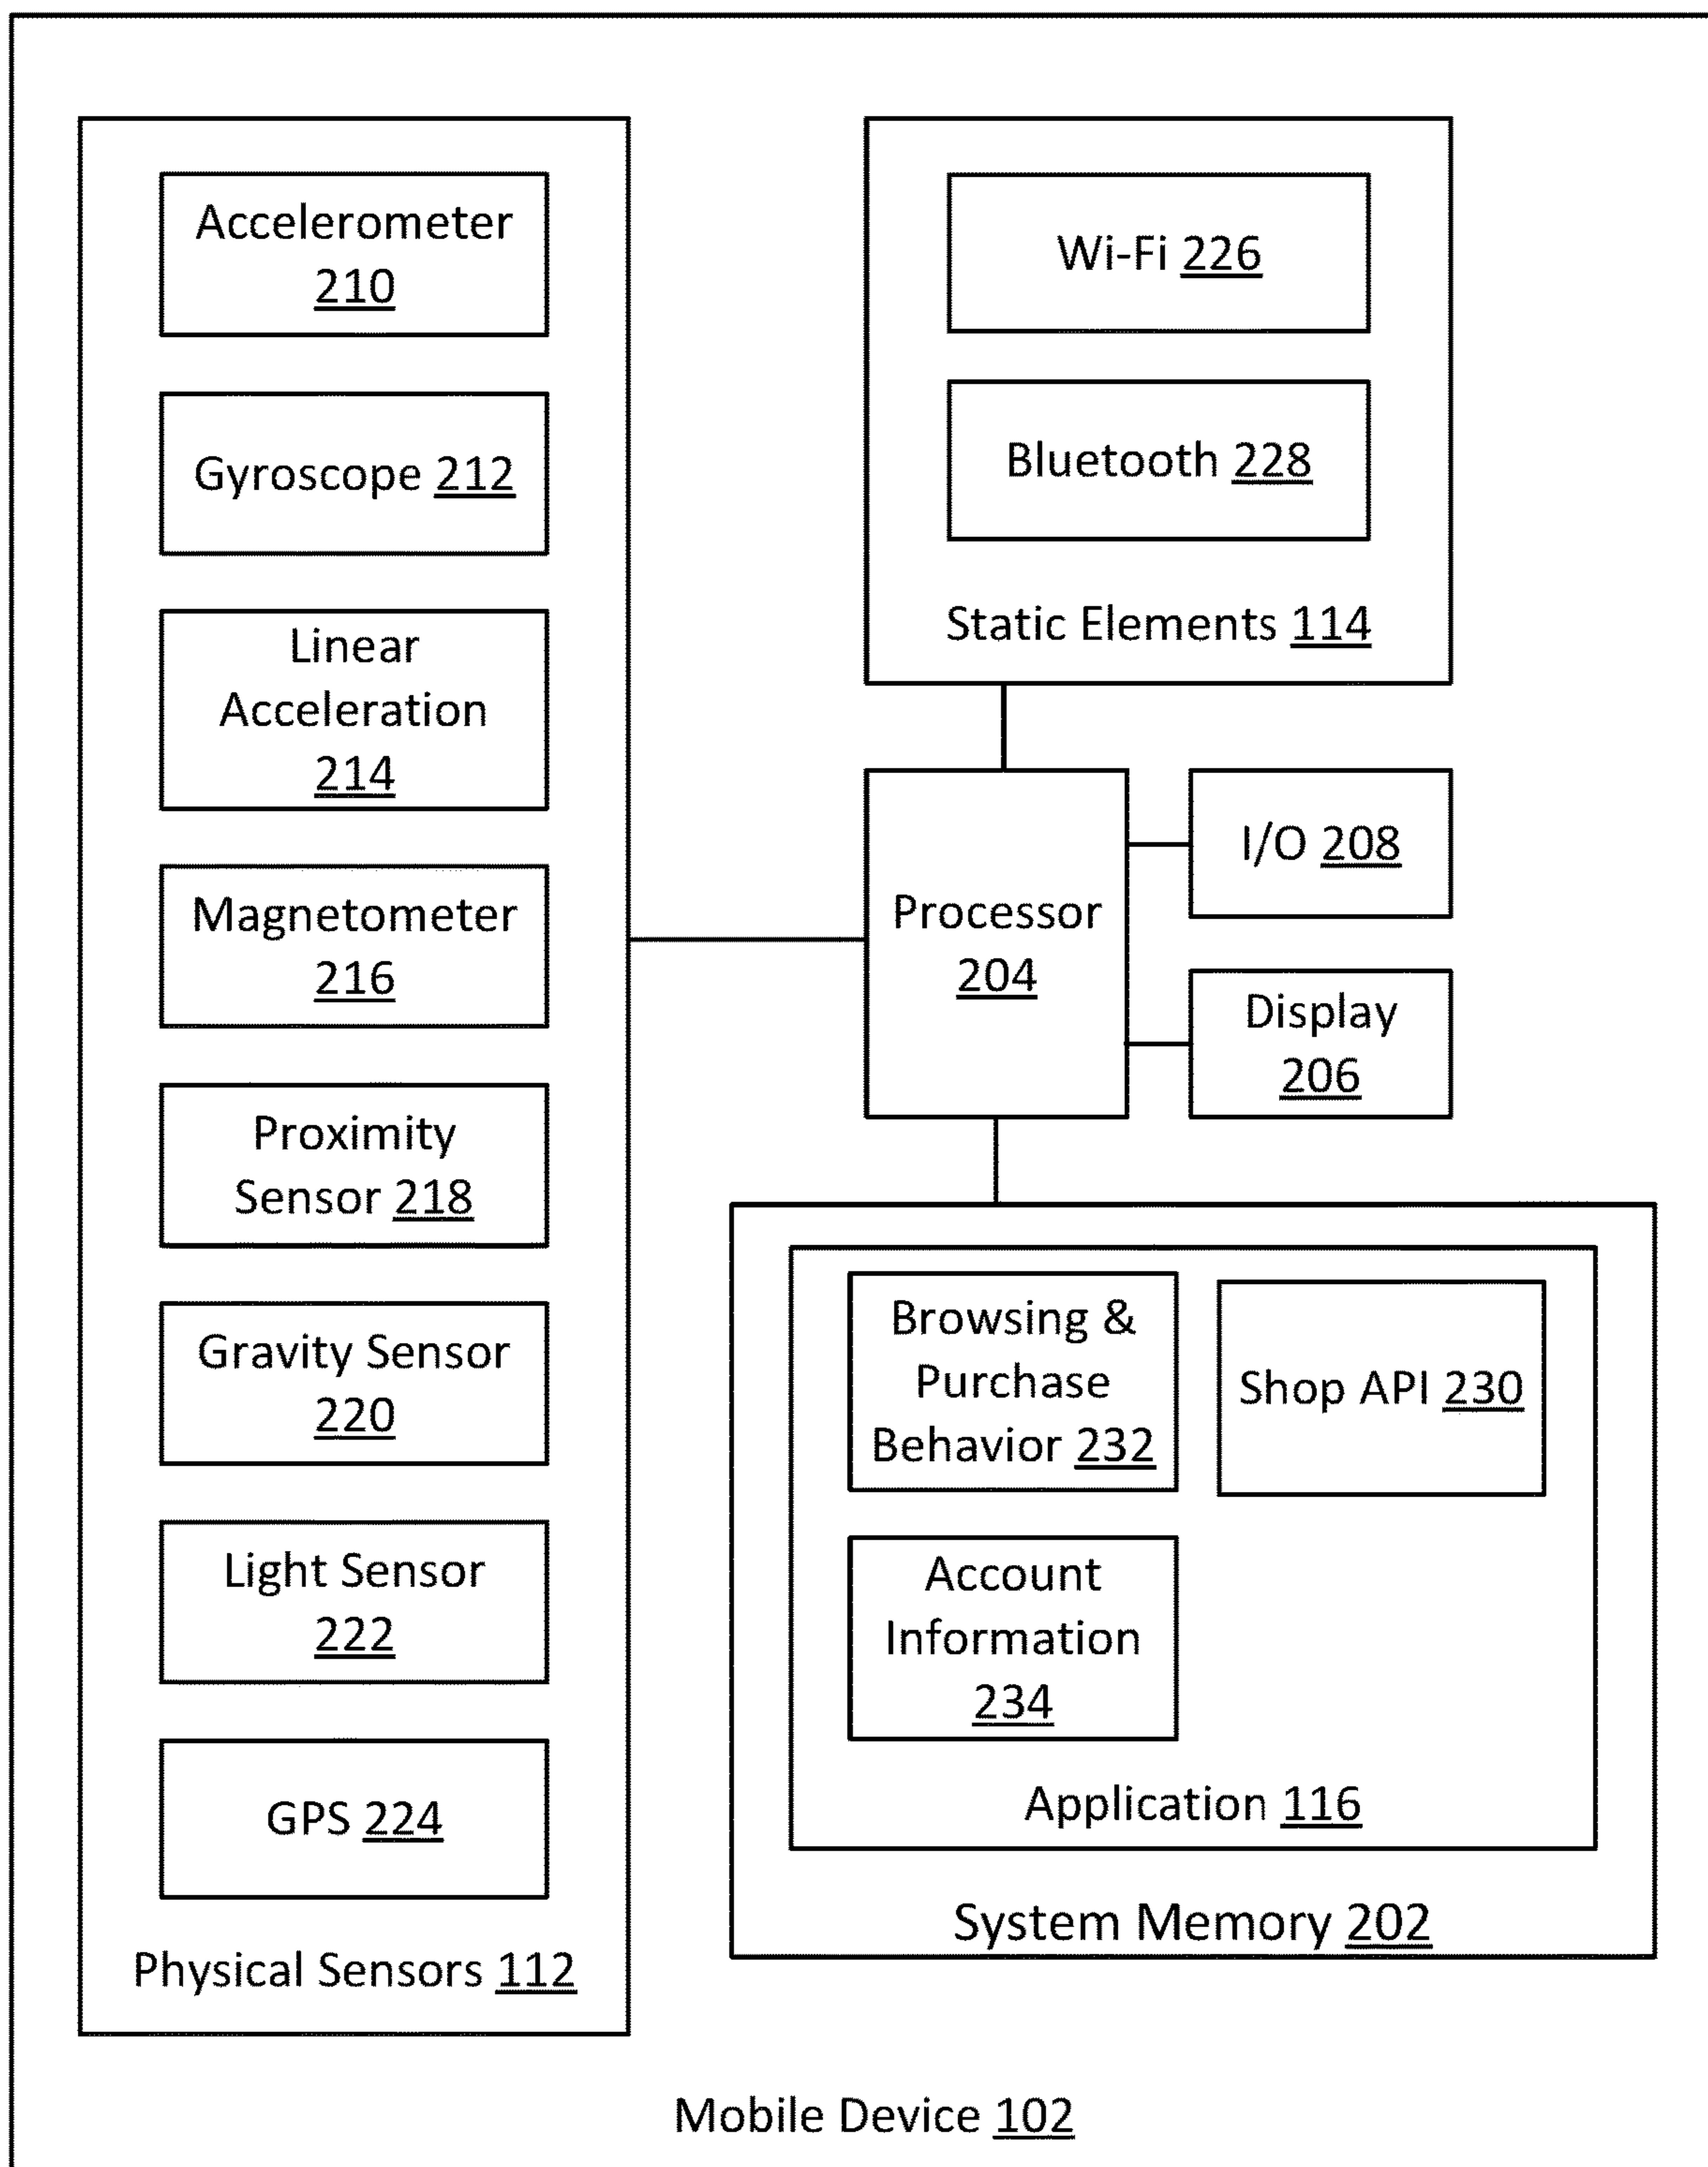 Accelerometer
210
Gyroscope 212
Linear
Acceleration
214
Magnetometer
216
Proximity
Sensor 218
Gravity Sensor
220
Light Sensor
222
GPS 224
Physical Sensors 112
Wi-Fi 226
Bluetooth 228
Static Elements 114
Processor
204
I/O 208
Display
206
Browsing &
Purchase
Behavior 232
Shop API 230
Account
Information
234
Application 116
System Memory 202
Mobile Device 102